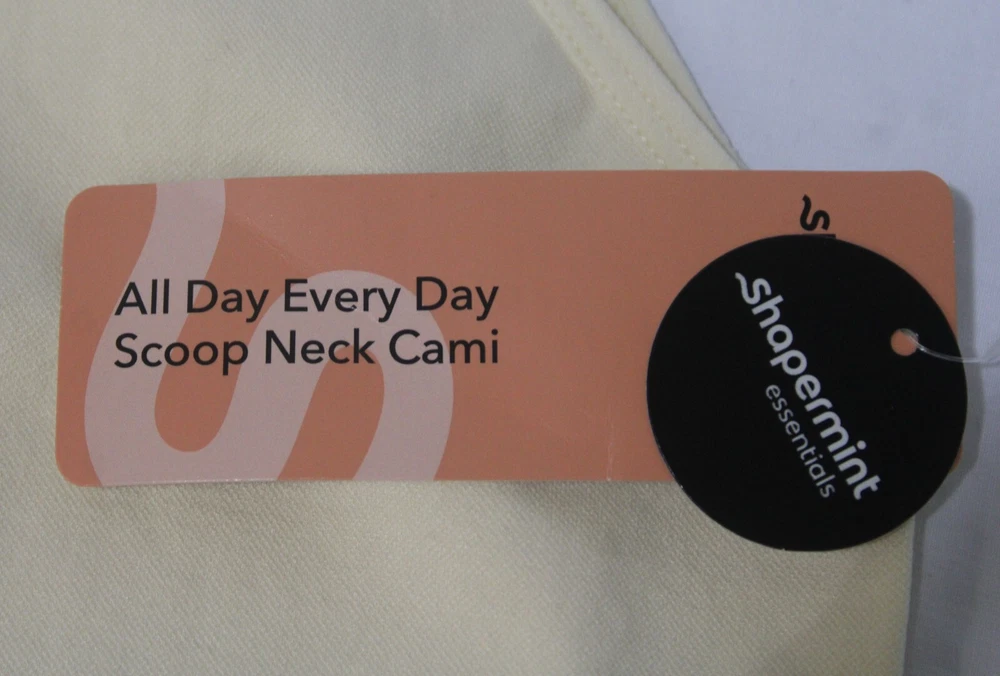 All Day Every Day
Scoop Neck Cami
shapermint
essentials